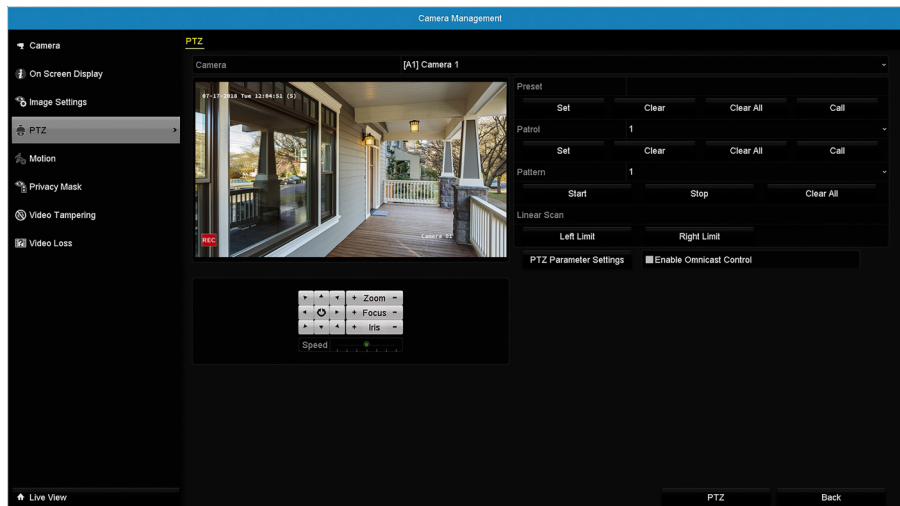 Camera Management
Camera
On Screen Display
Image Settings
PTZ
Motion
Privacy Mask
Video Tampering
Video Loss
Live View
PTZ
Camera [A1] Camera 1
07-17-2018 Tue 12:04:51 (S)
REC
Camera 01
+ Zoom -
+ Focus -
+ Iris -
Speed
Preset
Set Clear Clear All Call
Patrol 1
Set Clear Clear All Call
Pattern 1
Start Stop Clear All
Linear Scan
Left Limit Right Limit
PTZ Parameter Settings Enable Omnicast Control
PTZ Back